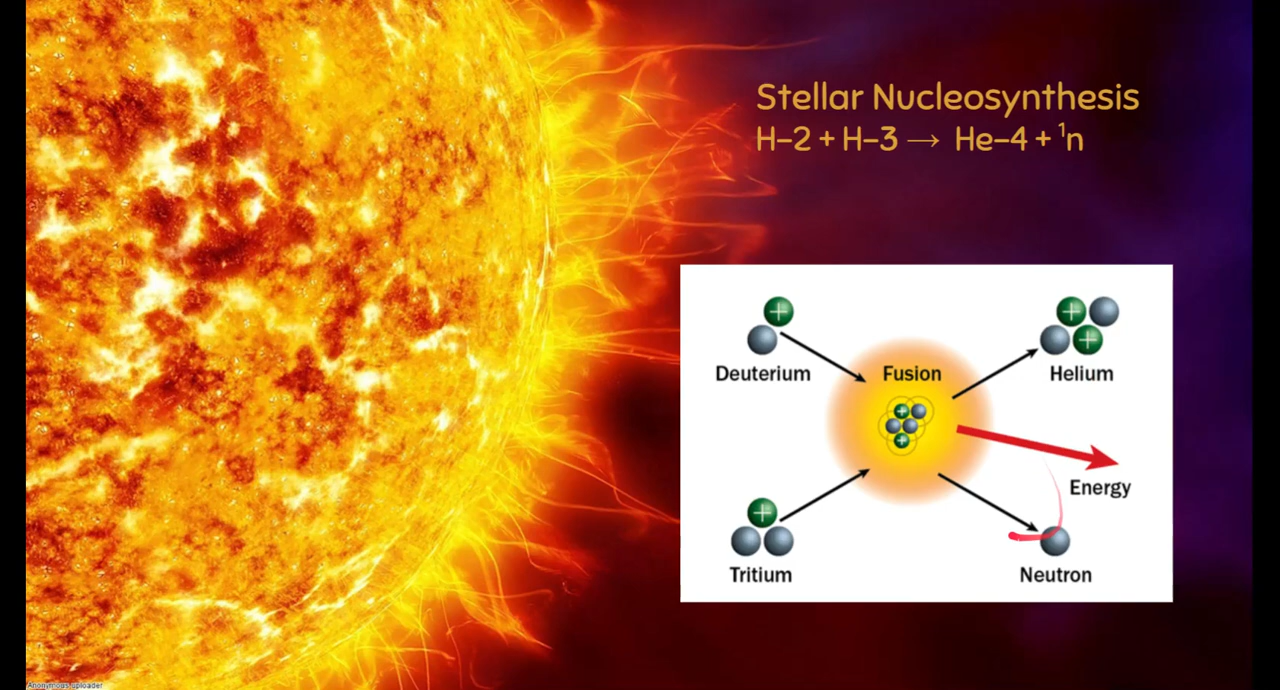 Stellar Nucleosynthesis
H-2 + H-3 → He-4 + ¹n
Deuterium
Fusion
Helium
Energy
Tritium
Neutron
Anonymous uploader